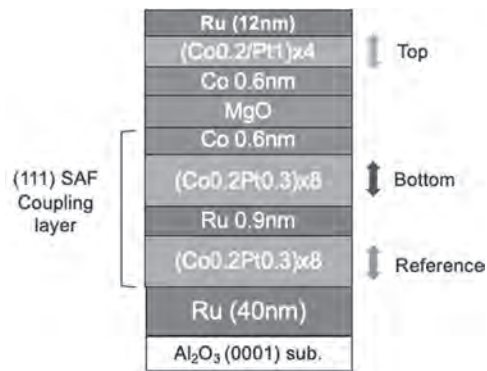 Ru (12nm)
(Co0.2/Pt1)x4
Top
Co 0.6nm
MgO
Co 0.6nm
(111) SAF
Coupling
layer
(Co0.2Pt0.3)x8
Bottom
Ru 0.9nm
(Co0.2Pt0.3)x8
Reference
Ru (40nm)
Al₂O₃ (0001) sub.